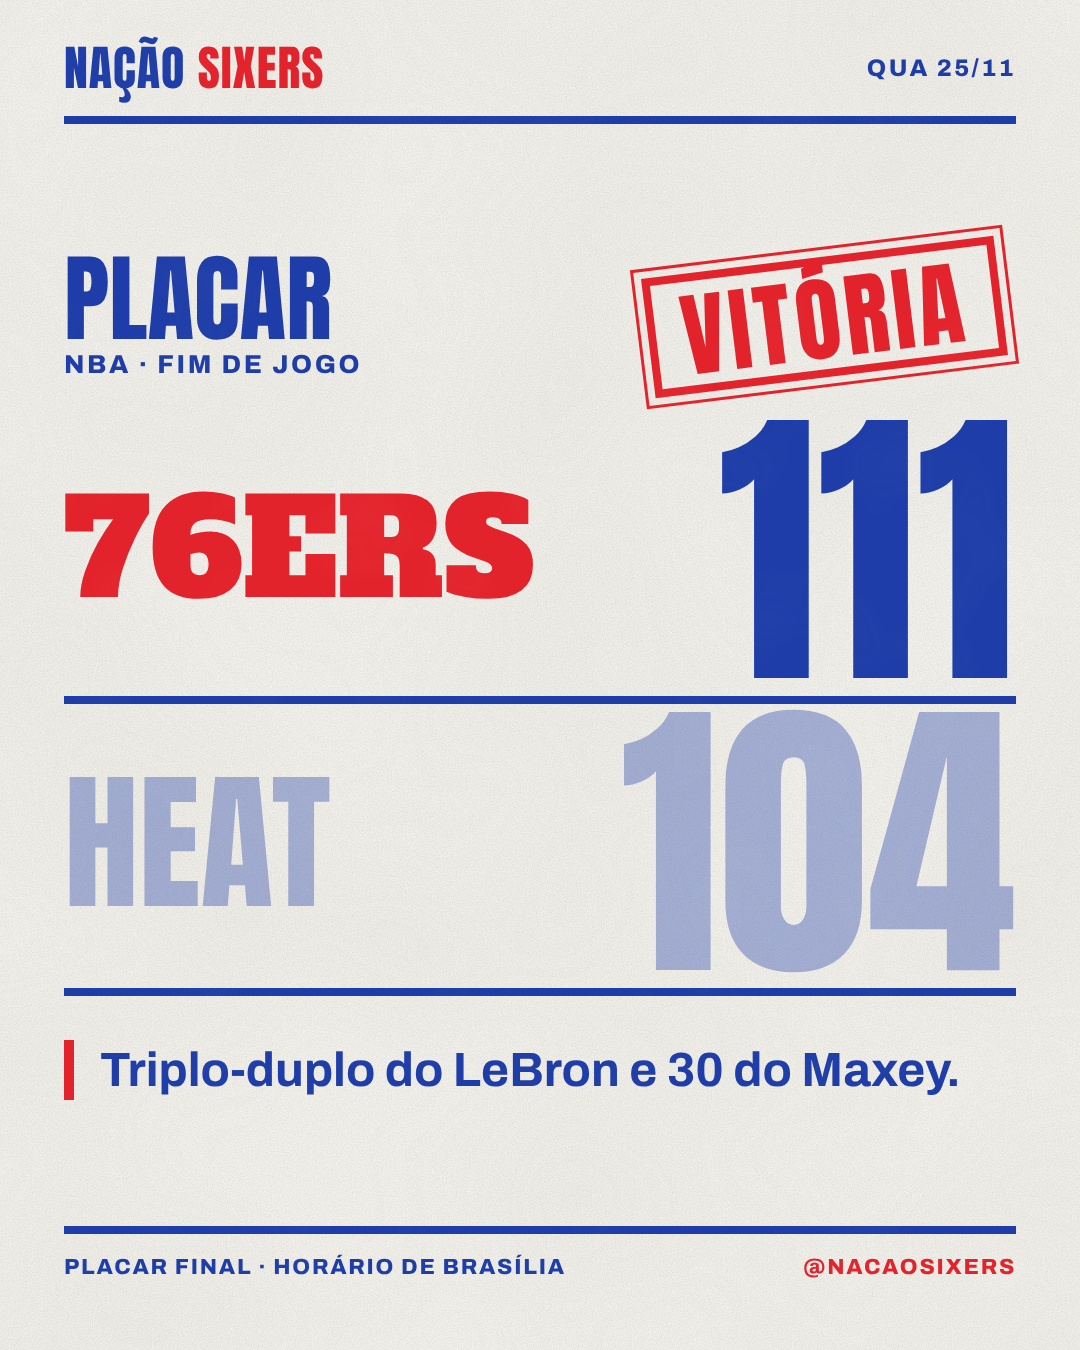 NAÇÃO SIXERS
QUA 25/11
PLACAR
NBA · FIM DE JOGO
VITÓRIA
76ERS
111
HEAT
104
Triplo-duplo do LeBron e 30 do Maxey.
PLACAR FINAL · HORÁRIO DE BRASÍLIA
@NACAOSIXERS